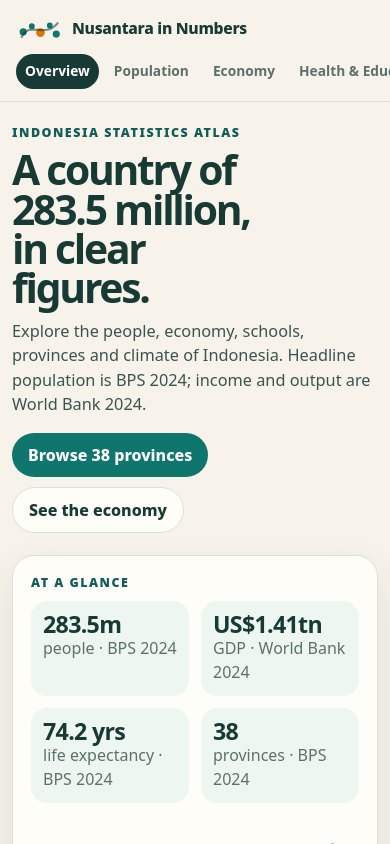 Nusantara in Numbers
Overview Population Economy Health & Educ
INDONESIA STATISTICS ATLAS
A country of
283.5 million,
in clear
figures.
Explore the people, economy, schools,
provinces and climate of Indonesia. Headline
population is BPS 2024; income and output are
World Bank 2024.
Browse 38 provinces
See the economy
AT A GLANCE
283.5m
people · BPS 2024
US$1.41tn
GDP · World Bank
2024
74.2 yrs
life expectancy ·
BPS 2024
38
provinces · BPS
2024